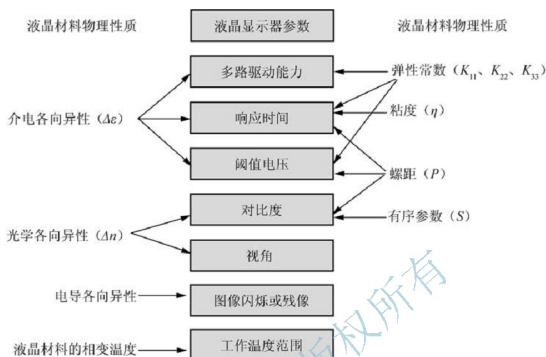 液晶材料物理性质 液晶显示器参数 液晶材料物理性质
多路驱动能力 弹性常数（K11、K22、K33）
介电各向异性（Δε） 响应时间 粘度（η）
阈值电压 螺距（P）
光学各向异性（Δn） 对比度 有序参数（S）
视角
电导各向异性 图像闪烁或残像
液晶材料的相变温度 工作温度范围
版权所有